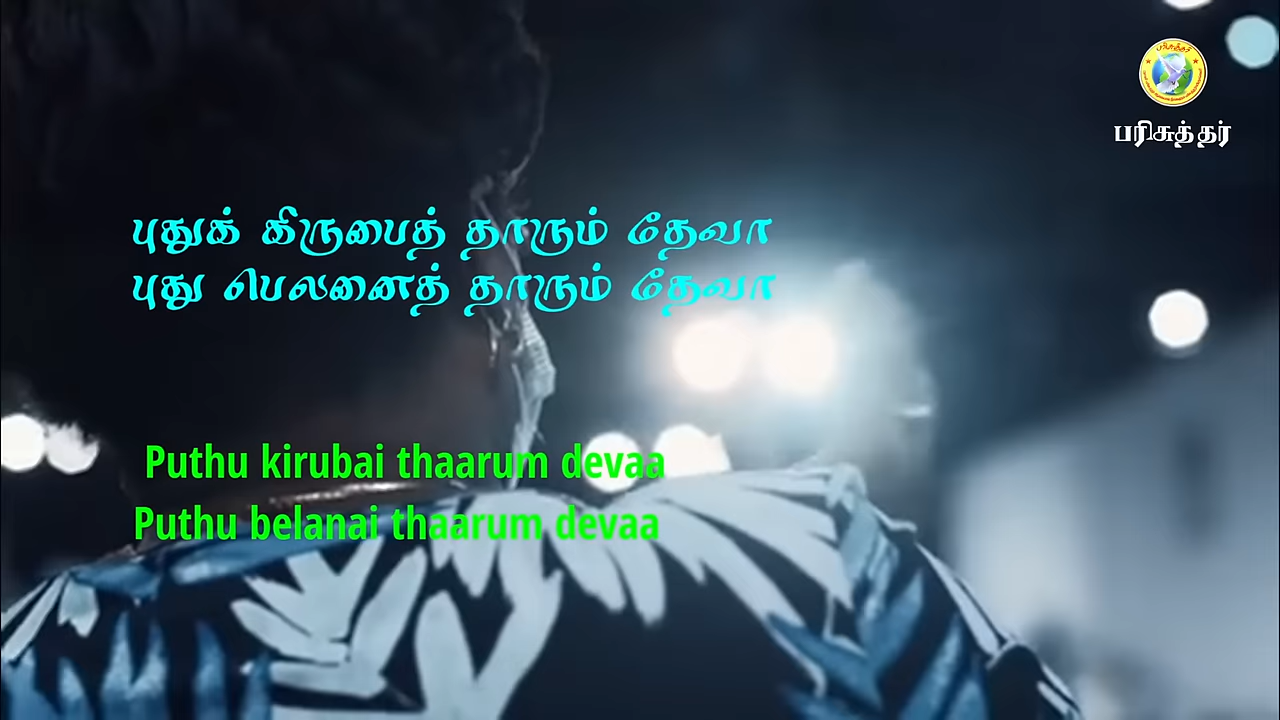 பரிசுத்தர்
புதுக் கிருபைத் தாரும் தேவா
புது பெலனைத் தாரும் தேவா
Puthu kirubai thaarum devaa
Puthu belanai thaarum devaa